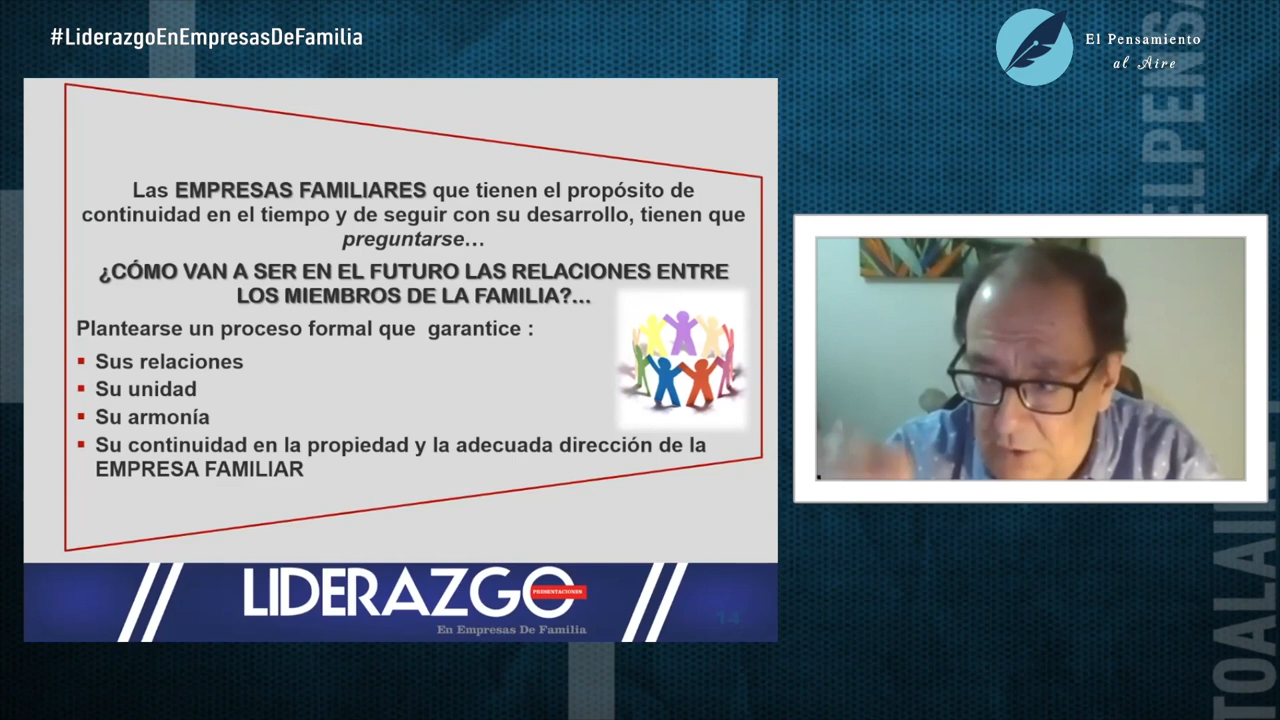 #LiderazgoEnEmpresasDeFamilia
El Pensamiento
al Aire
Las EMPRESAS FAMILIARES que tienen el propósito de
continuidad en el tiempo y de seguir con su desarrollo, tienen que
preguntarse…
¿CÓMO VAN A SER EN EL FUTURO LAS RELACIONES ENTRE
LOS MIEMBROS DE LA FAMILIA?...
Plantearse un proceso formal que garantice :
▪ Sus relaciones
▪ Su unidad
▪ Su armonía
▪ Su continuidad en la propiedad y la adecuada dirección de la
EMPRESA FAMILIAR
LIDERAZGO
PRESENTACIONES
En Empresas De Familia
14
ELPENSA
TOALAIRE